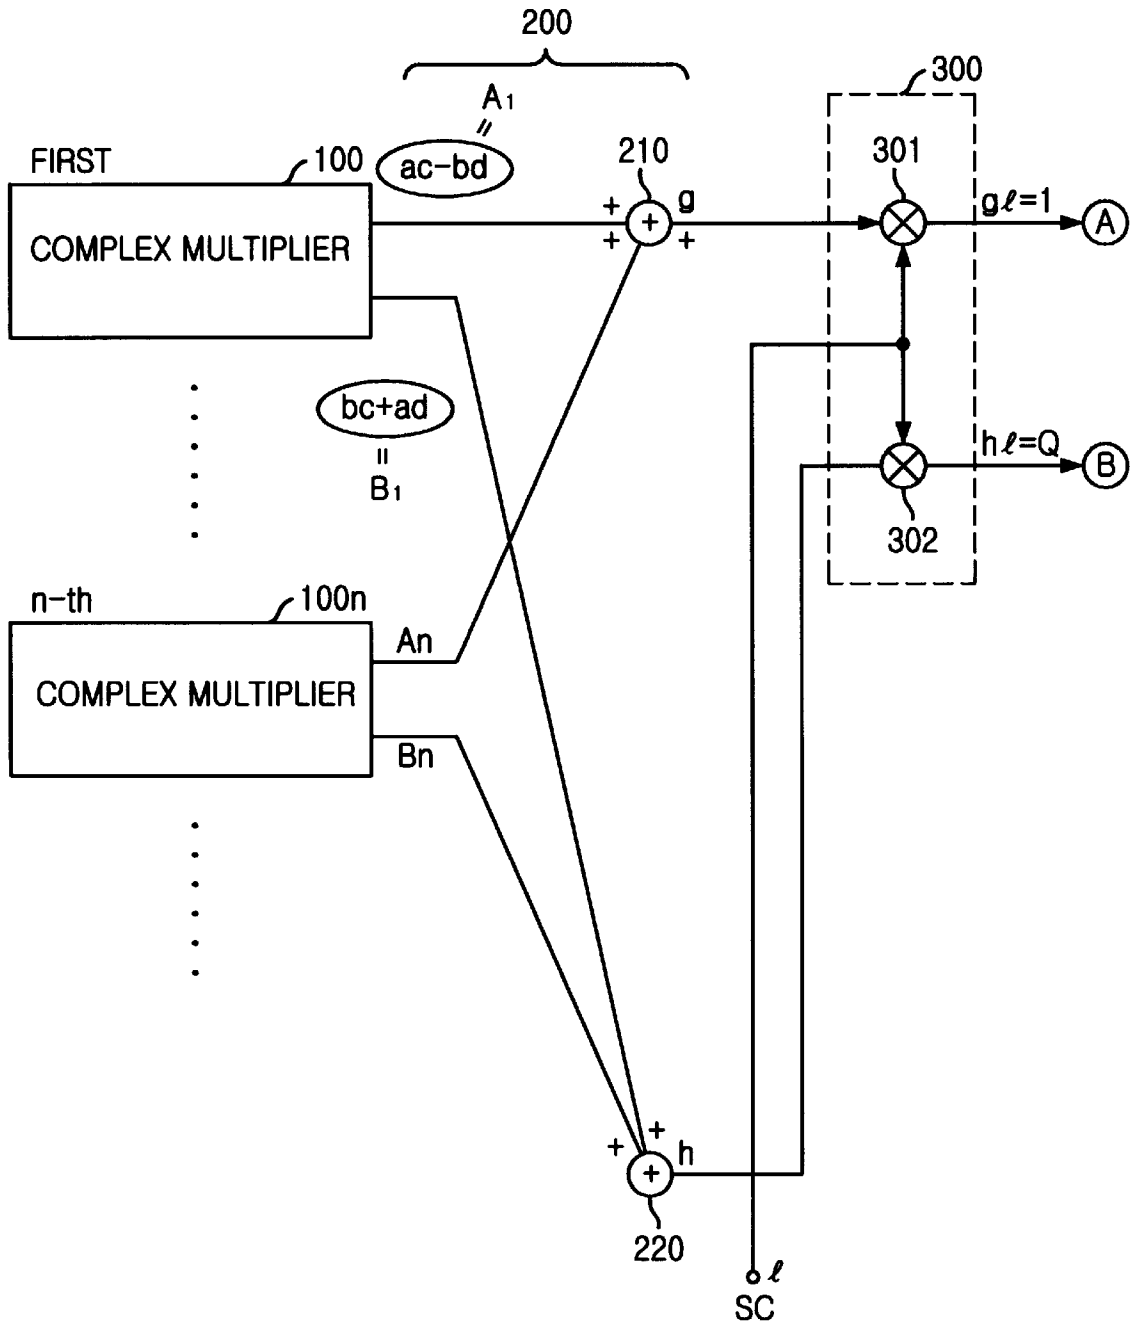 200
A1
=
ac-bd
300
FIRST
100
COMPLEX MULTIPLIER
210
+
+
+
g
+
301
gℓ=1
A
bc+ad
=
B1
hℓ=Q
B
302
n-th
100n
COMPLEX MULTIPLIER
An
Bn
+
+
+
h
220
ℓ
SC